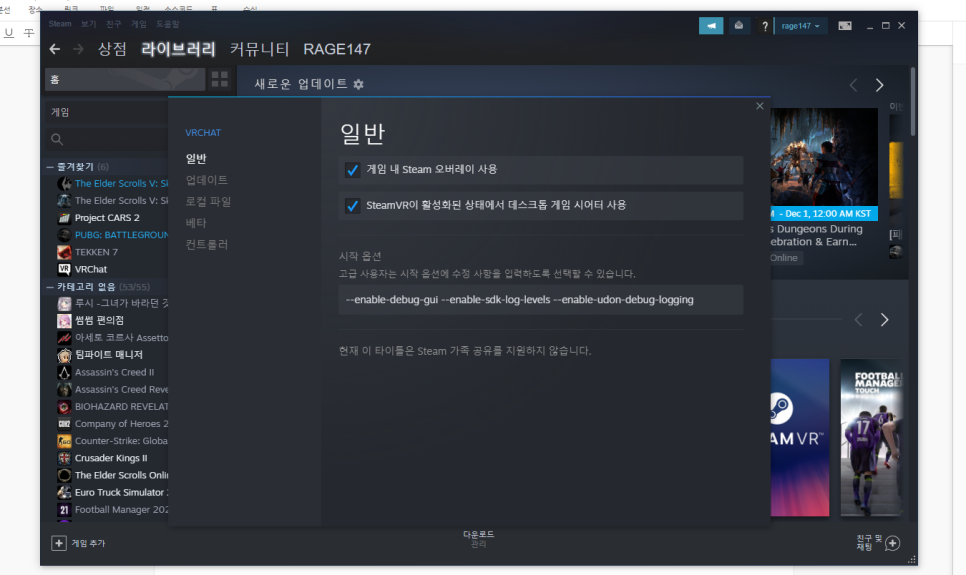 Steam 보기 친구 게임 도움말
rage147
상점 라이브러리 커뮤니티 RAGE147
홈
새로운 업데이트
게임
즐겨찾기 (6)
The Elder Scrolls V:
The Elder Scrolls V:
Project CARS 2
PUBG: BATTLEGROUN
TEKKEN 7
VR VRChat
카테고리 없음 (53/55)
루시 -그녀가 바라던 것
썸썸 편의점
아세토 코르사 Assetto
팀파이트 매니저
Assassin's Creed II
Assassin's Creed Reve
BIOHAZARD REVELAT
Company of Heroes 2
Counter-Strike: Globa
Crusader Kings II
The Elder Scrolls Onli
Euro Truck Simulator
21 Football Manager 202
VRCHAT
일반
업데이트
로컬 파일
베타
컨트롤러
일반
게임 내 Steam 오버레이 사용
SteamVR이 활성화된 상태에서 데스크톱 게임 시어터 사용
시작 옵션
고급 사용자는 시작 옵션에 수정 사항을 입력하도록 선택할 수 있습니다.
--enable-debug-gui --enable-sdk-log-levels --enable-udon-debug-logging
현재 이 타이틀은 Steam 가족 공유를 지원하지 않습니다.
- Dec 1, 12:00 AM KST
s Dungeons During
ebration & Earn...
Online
AM VR
FOOTBAL
MANAGE
TOUCH
17
게임 추가
다운로드
관리
친구 및
채팅